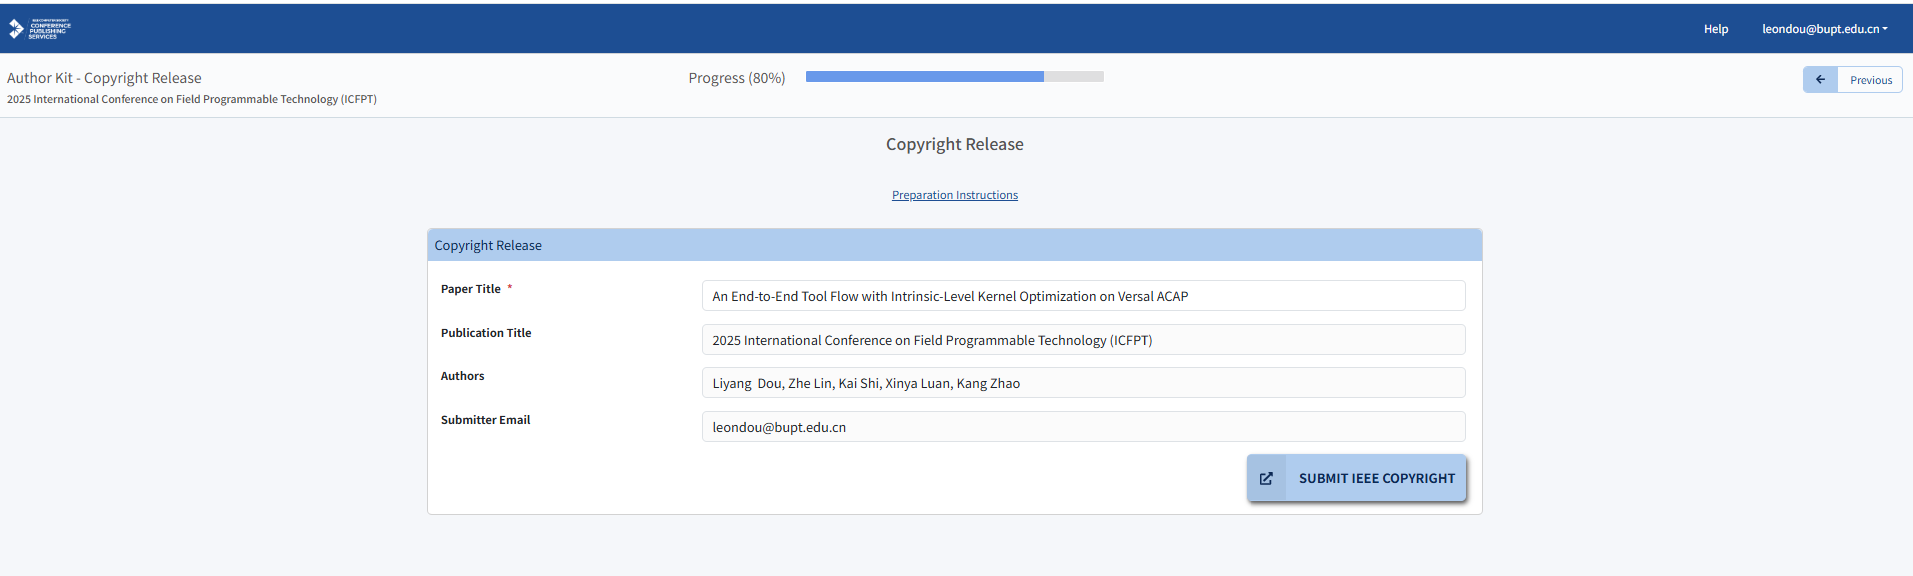 IEEE COMPUTER SOCIETY
CONFERENCE
PUBLISHING
SERVICES
Help
leondou@bupt.edu.cn
Author Kit - Copyright Release
2025 International Conference on Field Programmable Technology (ICFPT)
Progress (80%)
Previous
Copyright Release
Preparation Instructions
Copyright Release
Paper Title *
An End-to-End Tool Flow with Intrinsic-Level Kernel Optimization on Versal ACAP
Publication Title
2025 International Conference on Field Programmable Technology (ICFPT)
Authors
Liyang  Dou, Zhe Lin, Kai Shi, Xinya Luan, Kang Zhao
Submitter Email
leondou@bupt.edu.cn
SUBMIT IEEE COPYRIGHT